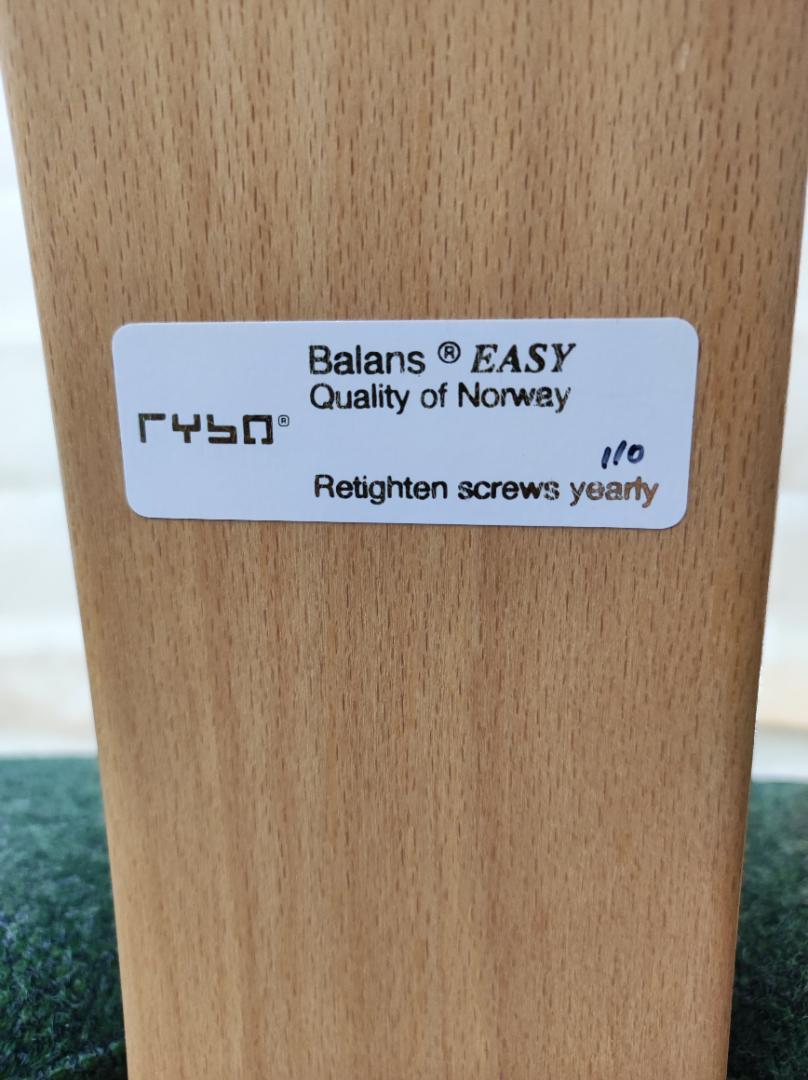 Balans ® EASY
Quality of Norway
rybo®
110
Retighten screws yearly